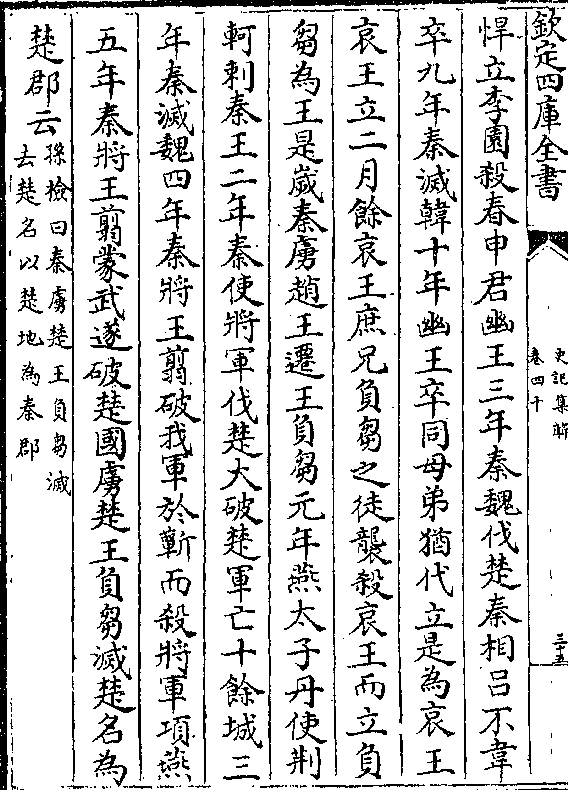 欽定四庫全書
史記集解
卷四十
三十五
悍立李園殺春申君幽王三年秦魏伐楚秦相呂不韋
卒九年秦滅韓十年幽王卒同母弟猶代立是為哀王
哀王立二月餘哀王庶兄負芻之徒襲殺哀王而立負
芻為王是嵗秦虜趙王遷王負芻元年燕太子丹使荆
軻刺秦王二年秦使將軍伐楚大破楚軍亡十餘城三
年秦滅魏四年秦將王翦破我軍於蘄而殺將軍項燕
五年秦將王翦蒙武遂破楚國虜楚王負芻滅楚名為
楚郡云
孫檢曰秦虜楚王負芻滅
去楚名以楚地為秦郡